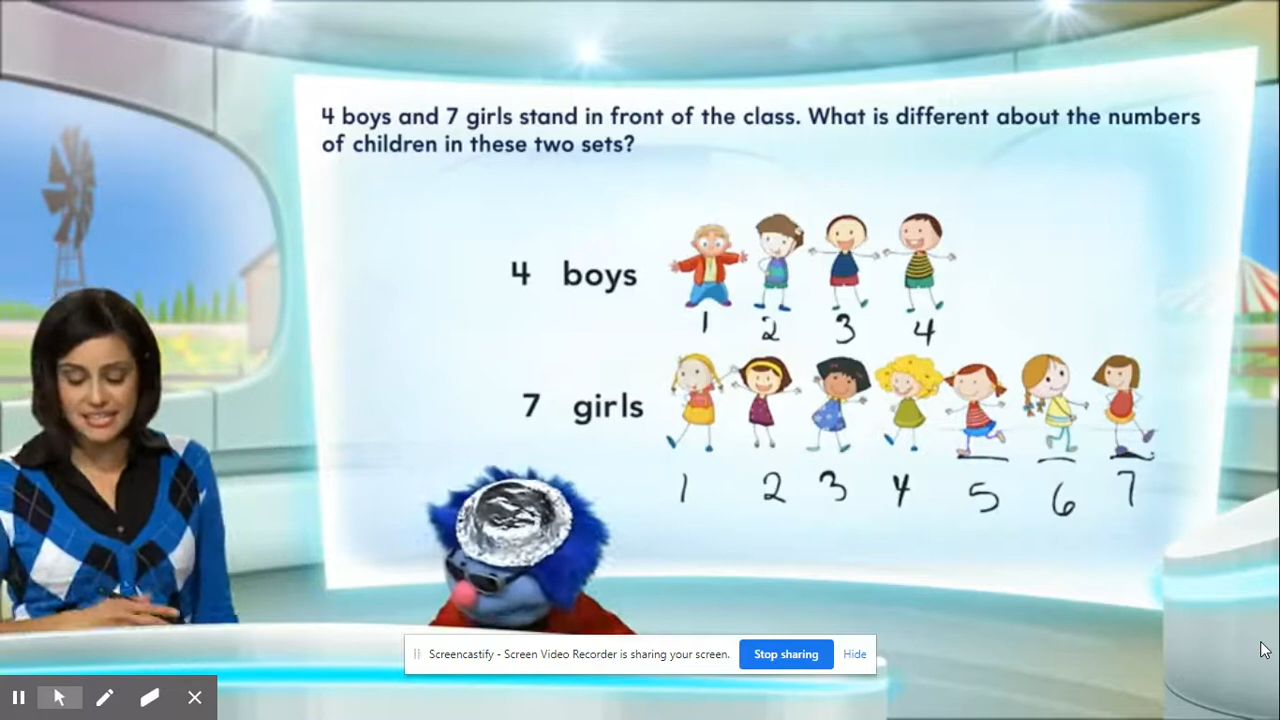 4 boys and 7 girls stand in front of the class. What is different about the numbers
of children in these two sets?
4 boys
1 2 3 4
7 girls
1 2 3 4 5 6 7
Screencastify - Screen Video Recorder is sharing your screen. Stop sharing Hide